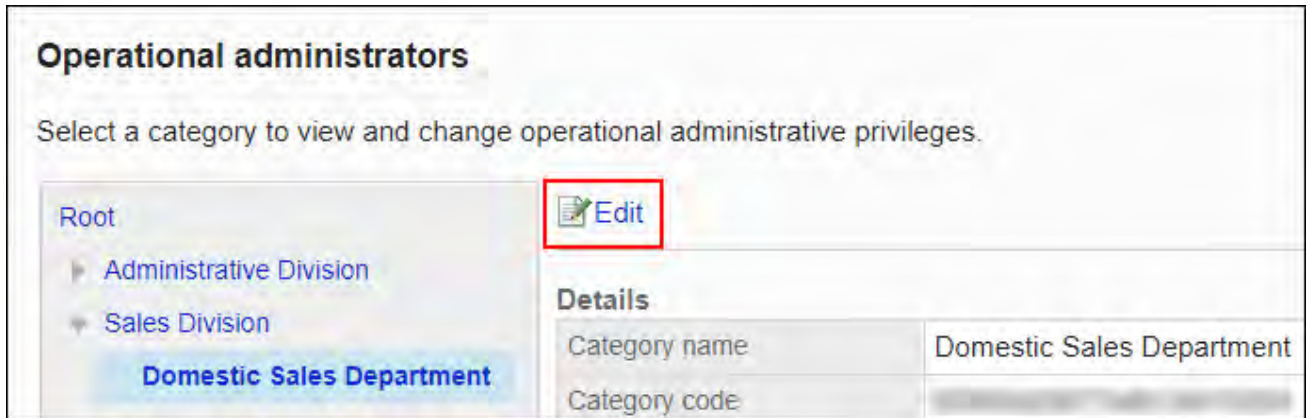 Operational administrators
Select a category to view and change operational administrative privileges.
Root
Administrative Division
Sales Division
Domestic Sales Department
Edit
Details
Category name Domestic Sales Department
Category code